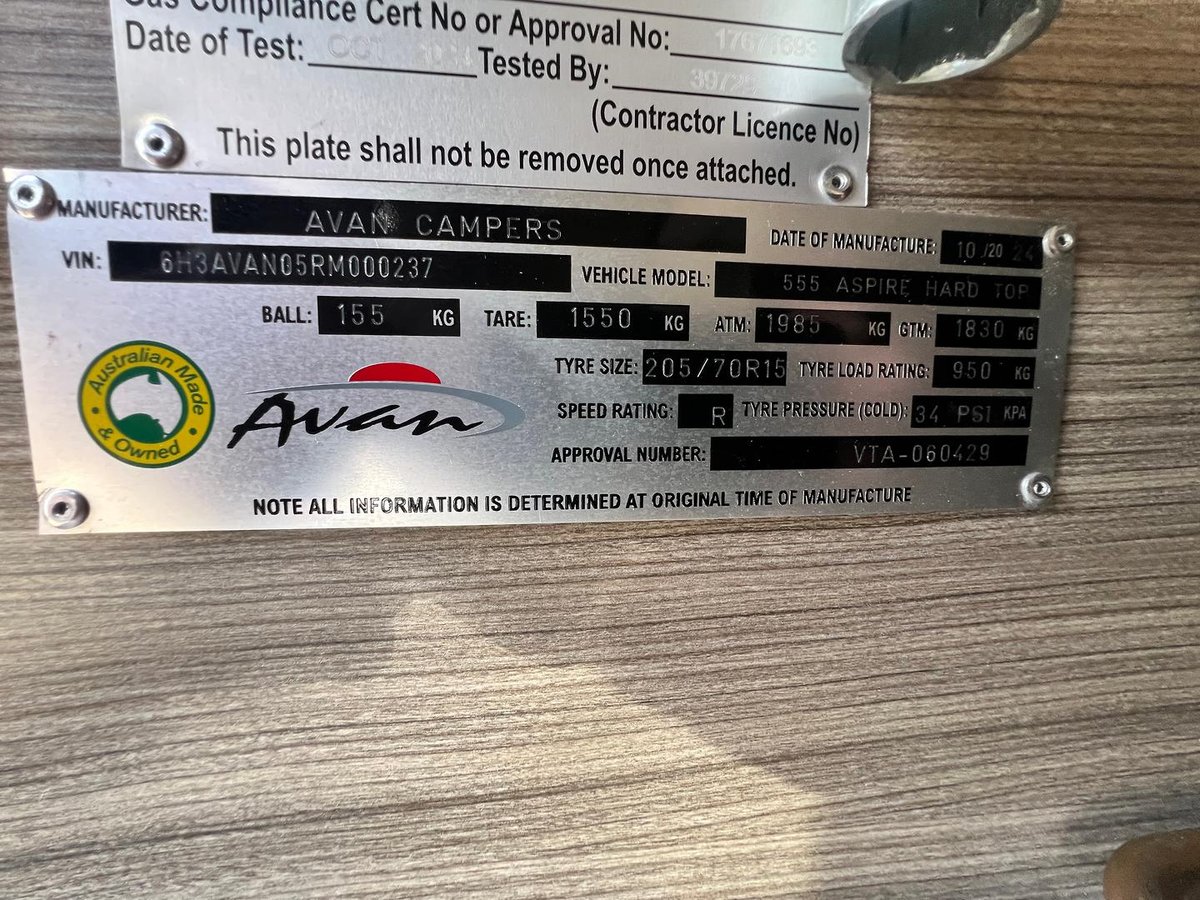 Gas Compliance Cert No or Approval No:
Date of Test: OCT Tested By:
(Contractor Licence No)
This plate shall not be removed once attached.
MANUFACTURER: AVAN CAMPERS DATE OF MANUFACTURE: 10/20 24
VIN: 6H3AVAN05RM000237 VEHICLE MODEL: 555 ASPIRE HARD TOP
BALL: 155 KG TARE: 1550 KG ATM: 1985 KG GTM: 1830 KG
TYRE SIZE: 205/70R15 TYRE LOAD RATING: 950 KG
SPEED RATING: R TYRE PRESSURE (COLD): 34 PSI KPA
APPROVAL NUMBER: VTA-060429
Australian Made
& Owned
Avan
NOTE ALL INFORMATION IS DETERMINED AT ORIGINAL TIME OF MANUFACTURE